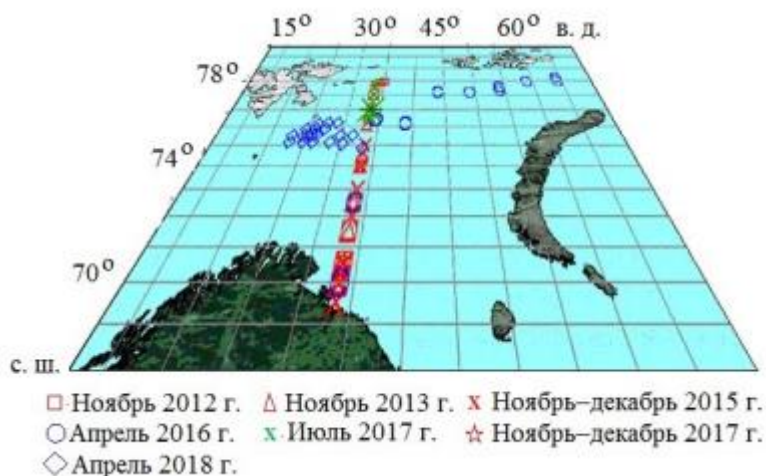 15° 30° 45° 60° в. д.
78°
74°
70°
с. ш.
□ Ноябрь 2012 г. △ Ноябрь 2013 г. x Ноябрь–декабрь 2015 г.
○ Апрель 2016 г. x Июль 2017 г. ☆ Ноябрь–декабрь 2017 г.
◇ Апрель 2018 г.